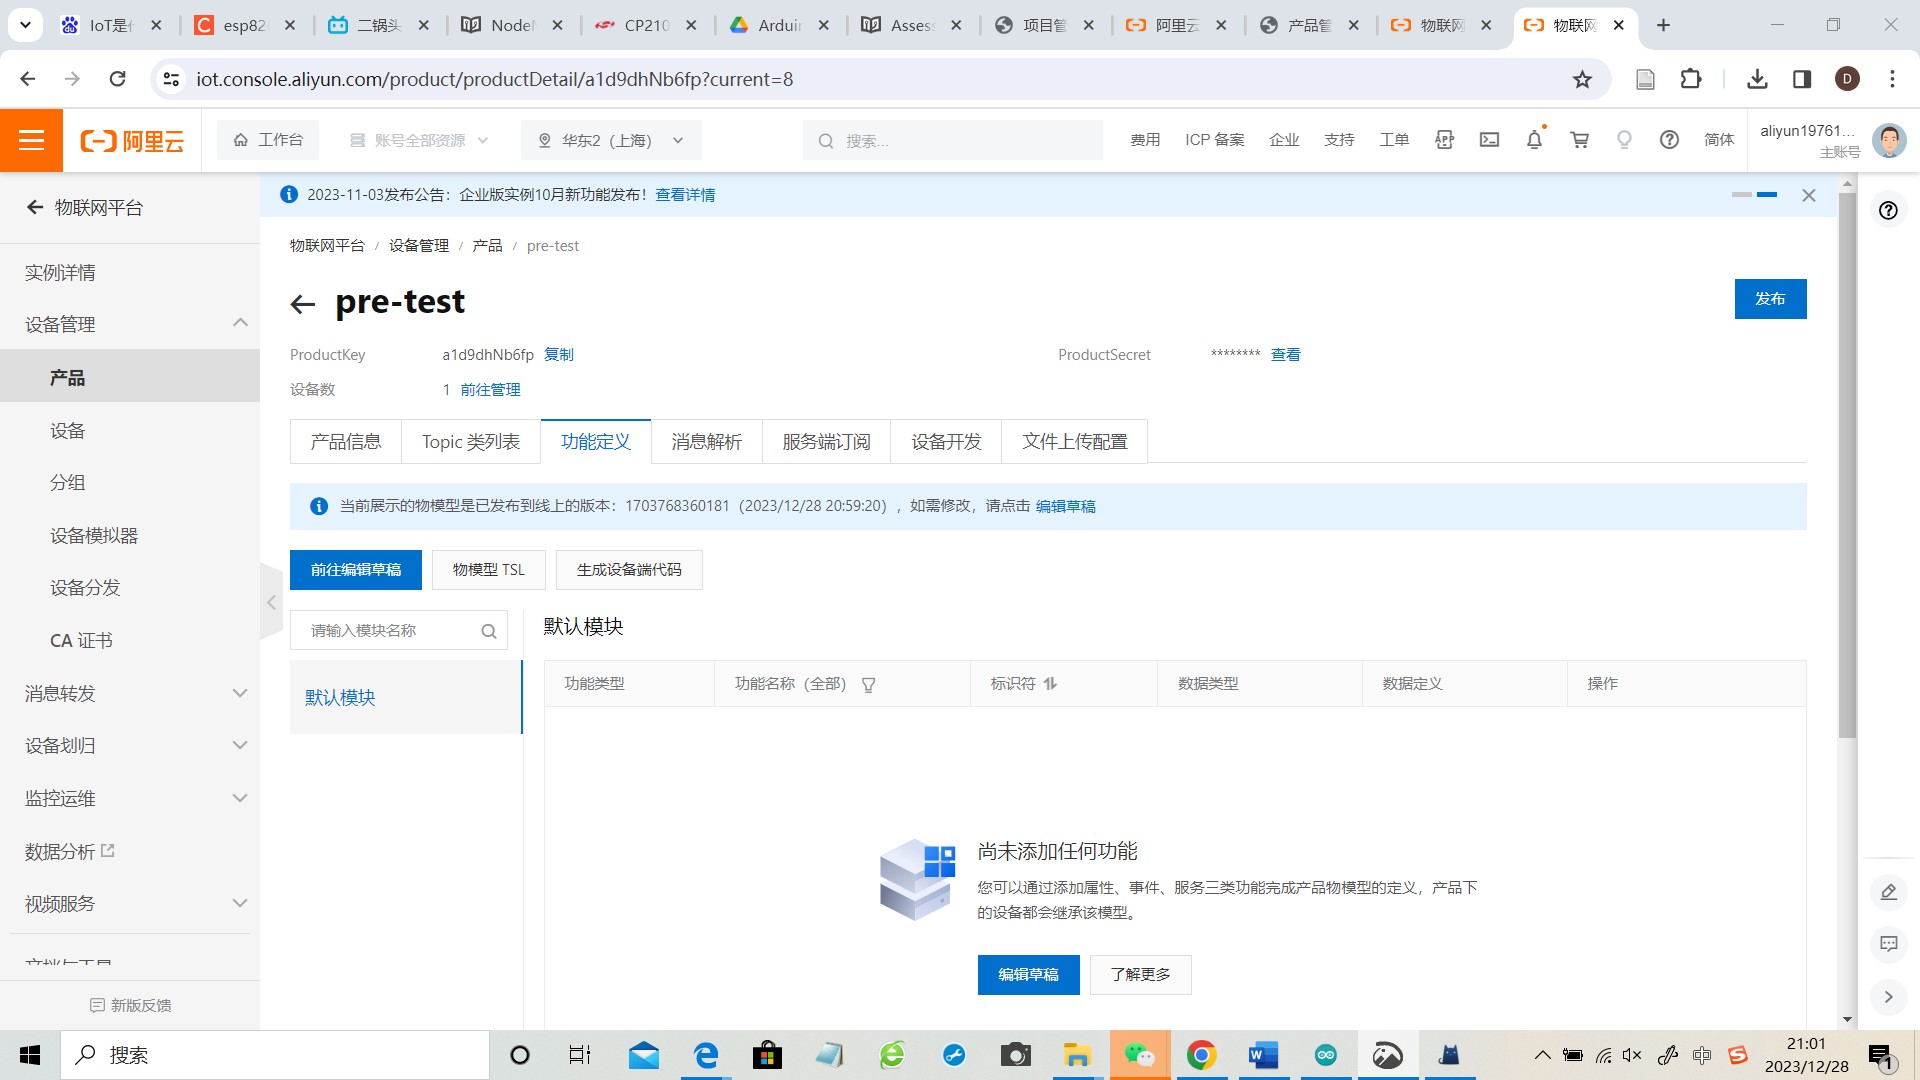 IoT是什
esp826
二锅头
NodeM
CP210
Arduin
Assess
项目管
阿里云
产品管
物联网
物联网
iot.console.aliyun.com/product/productDetail/a1d9dhNb6fp?current=8
D
阿里云
工作台
账号全部资源
华东2（上海）
搜索...
费用
ICP 备案
企业
支持
工单
APP
简体
aliyun19761...
主账号
物联网平台
实例详情
设备管理
产品
设备
分组
设备模拟器
设备分发
CA 证书
消息转发
设备划归
监控运维
数据分析
视频服务
文档与工具
新版反馈
2023-11-03发布公告：企业版实例10月新功能发布！查看详情
物联网平台 / 设备管理 / 产品 / pre-test
pre-test
发布
ProductKey a1d9dhNb6fp 复制
ProductSecret ******** 查看
设备数 1 前往管理
产品信息
Topic 类列表
功能定义
消息解析
服务端订阅
设备开发
文件上传配置
当前展示的物模型是已发布到线上的版本：1703768360181（2023/12/28 20:59:20），如需修改，请点击 编辑草稿
前往编辑草稿
物模型 TSL
生成设备端代码
请输入模块名称
默认模块
默认模块
功能类型
功能名称（全部）
标识符
数据类型
数据定义
操作
尚未添加任何功能
您可以通过添加属性、事件、服务三类功能完成产品物模型的定义，产品下
的设备都会继承该模型。
编辑草稿
了解更多
搜索
中
21:01
2023/12/28
1